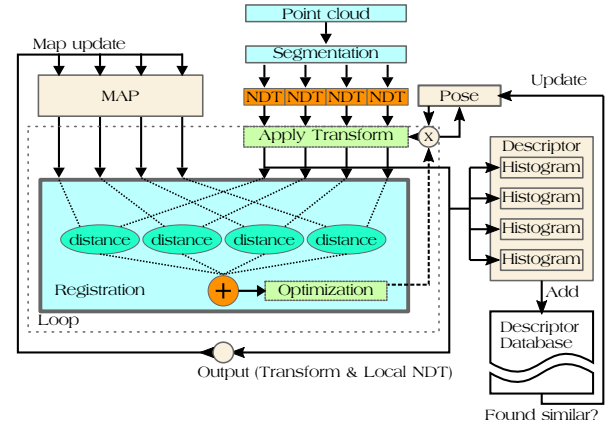 Point cloud
Map update
Segmentation
Update
MAP
NDT NDT NDT NDT
Pose
Apply Transform
x
Descriptor
Histogram
Histogram
Histogram
Histogram
distance distance distance distance
Registration
+
Optimization
Add
Loop
Descriptor
Database
Output (Transform & Local NDT)
Found similar?